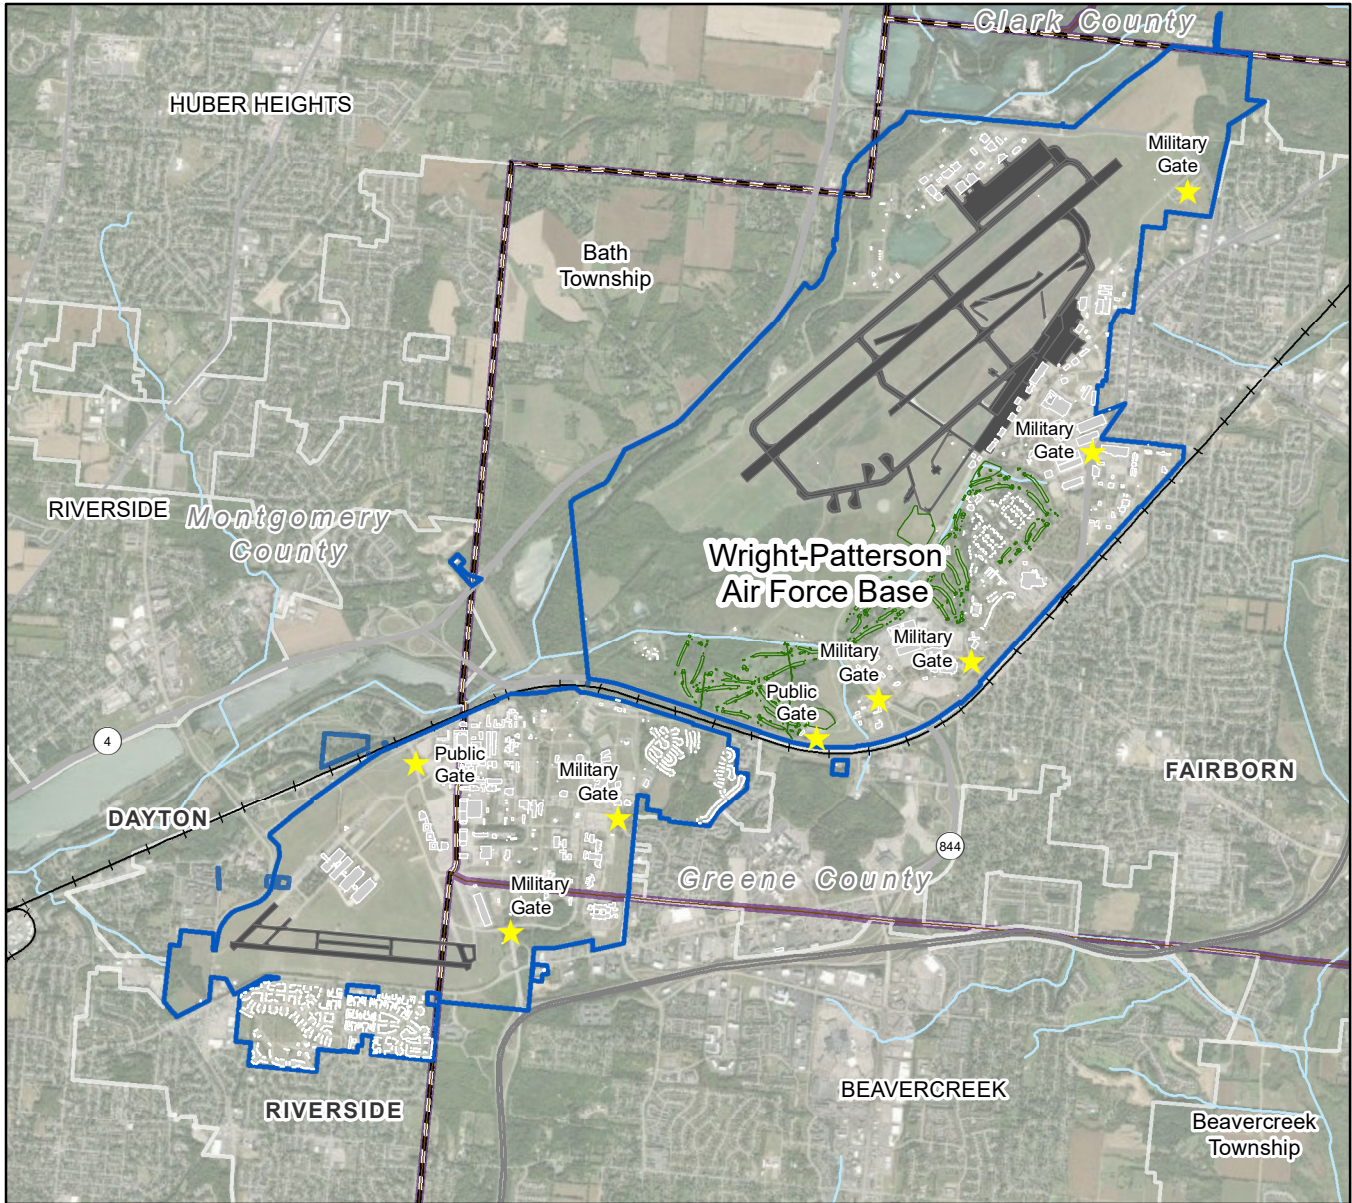 Clark County
HUBER HEIGHTS
Military
Gate
Bath
Township
Military
Gate
RIVERSIDE
Montgomery
County
Wright-Patterson
Air Force Base
Military
Gate
Military
Gate
Public
Gate
4
Public
Gate
Military
Gate
FAIRBORN
DAYTON
844
Greene County
Military
Gate
BEAVERCREEK
RIVERSIDE
Beavercreek
Township